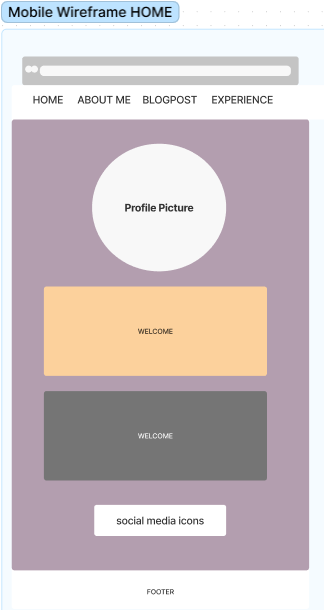 Mobile Wireframe HOME
HOME ABOUT ME BLOGPOST EXPERIENCE
Profile Picture
WELCOME
WELCOME
social media icons
FOOTER